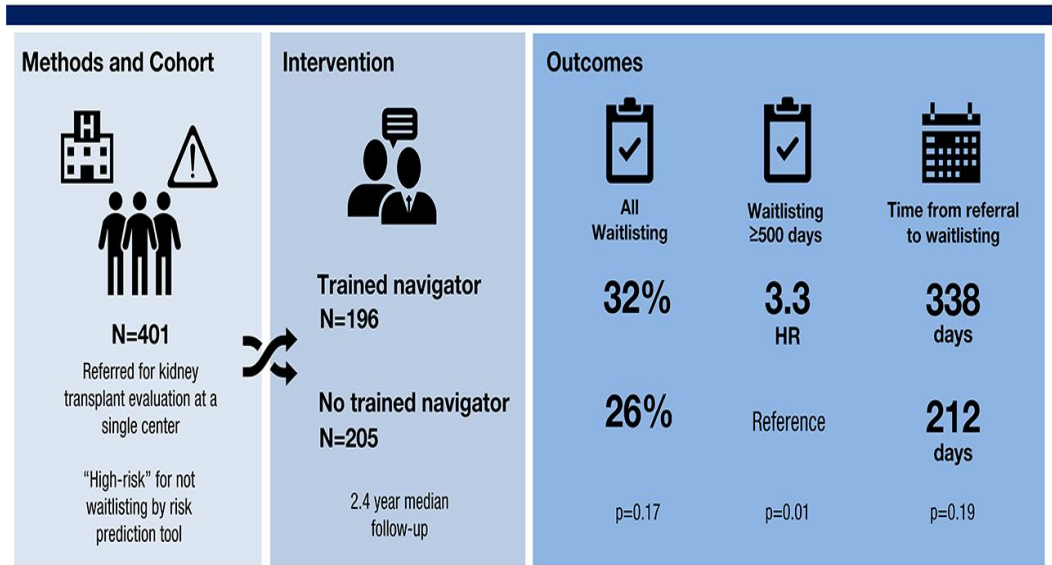 Methods and Cohort
H
N=401
Referred for kidney
transplant evaluation at a
single center
“High-risk” for not
waitlisting by risk
prediction tool
Intervention
Trained navigator
N=196
No trained navigator
N=205
2.4 year median
follow-up
Outcomes
All
Waitlisting
32%
26%
p=0.17
Waitlisting
≥500 days
3.3
HR
Reference
p=0.01
Time from referral
to waitlisting
338
days
212
days
p=0.19